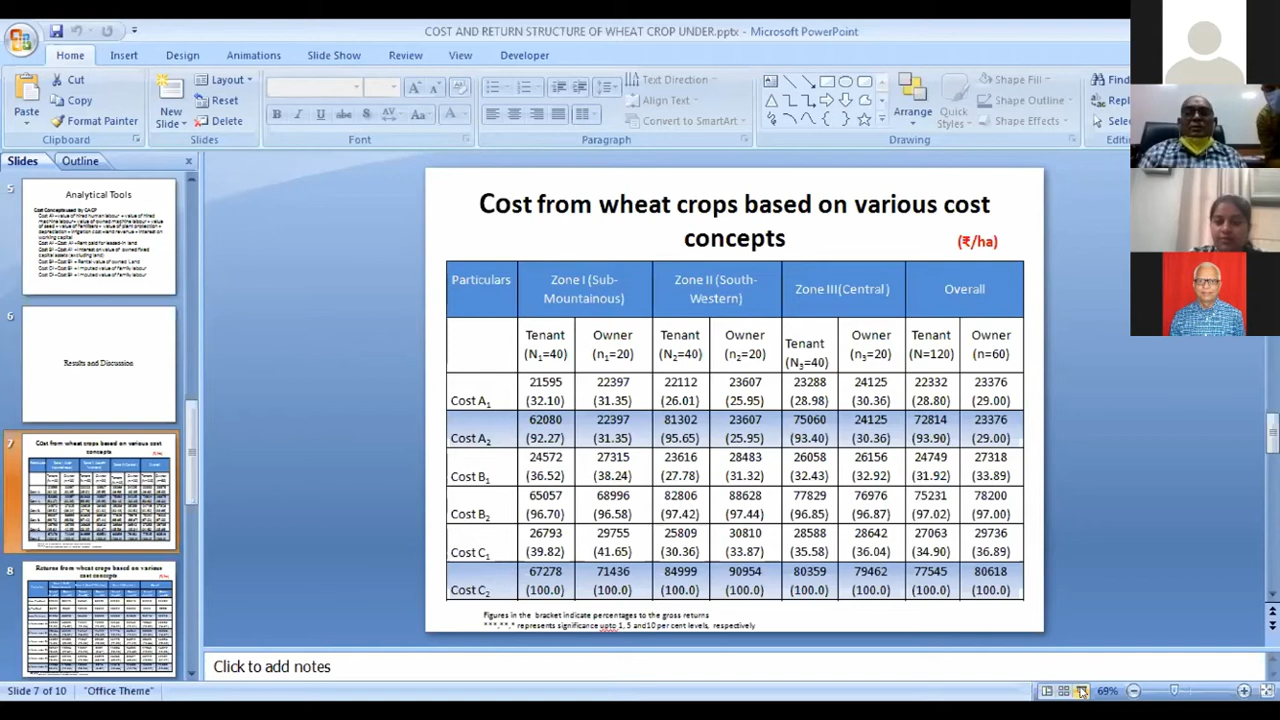 COST AND RETURN STRUCTURE OF WHEAT CROP UNDER.pptx - Microsoft PowerPoint
Home Insert Design Animations Slide Show Review View Developer
Cut
Copy
Format Painter
Paste
Clipboard
New Slide
Layout
Reset
Delete
Slides
Font
Text Direction
Align Text
Convert to SmartArt
Paragraph
Arrange
Quick Styles
Shape Fill
Shape Outline
Shape Effects
Drawing
Slides Outline
5
Analytical Tools
6
Results and Discussion
7
Cost from wheat crops based on various cost
concepts
8
Returns from wheat crops based on various
cost concepts
Cost from wheat crops based on various cost
concepts
(₹/ha)
Particulars Zone I (Sub-Mountainous) Zone II (South-Western) Zone III(Central) Overall
Tenant (N1=40) Owner (n1=20) Tenant (N2=40) Owner (n2=20) Tenant (N3=40) Owner (n3=20) Tenant (N=120) Owner (n=60)
Cost A1 21595 22397 22112 23607 23288 24125 22332 23376
(32.10) (31.35) (26.01) (25.95) (28.98) (30.36) (28.80) (29.00)
Cost A2 62080 22397 81302 23607 75060 24125 72814 23376
(92.27) (31.35) (95.65) (25.95) (93.40) (30.36) (93.90) (29.00)
Cost B1 24572 27315 23616 28483 26058 26156 24749 27318
(36.52) (38.24) (27.78) (31.32) (32.43) (32.92) (31.92) (33.89)
Cost B2 65057 68996 82806 88628 77829 76976 75231 78200
(96.70) (96.58) (97.42) (97.44) (96.85) (96.87) (97.02) (97.00)
Cost C1 26793 29755 25809 30810 28588 28642 27063 29736
(39.82) (41.65) (30.36) (33.87) (35.58) (36.04) (34.90) (36.89)
Cost C2 67278 71436 84999 90954 80359 79462 77545 80618
(100.0) (100.0) (100.0) (100.0) (100.0) (100.0) (100.0) (100.0)
Figures in the bracket indicate percentages to the gross returns
***,**,* represents significance upto 1, 5 and10 per cent levels, respectively
Click to add notes
Slide 7 of 10 "Office Theme" 69%